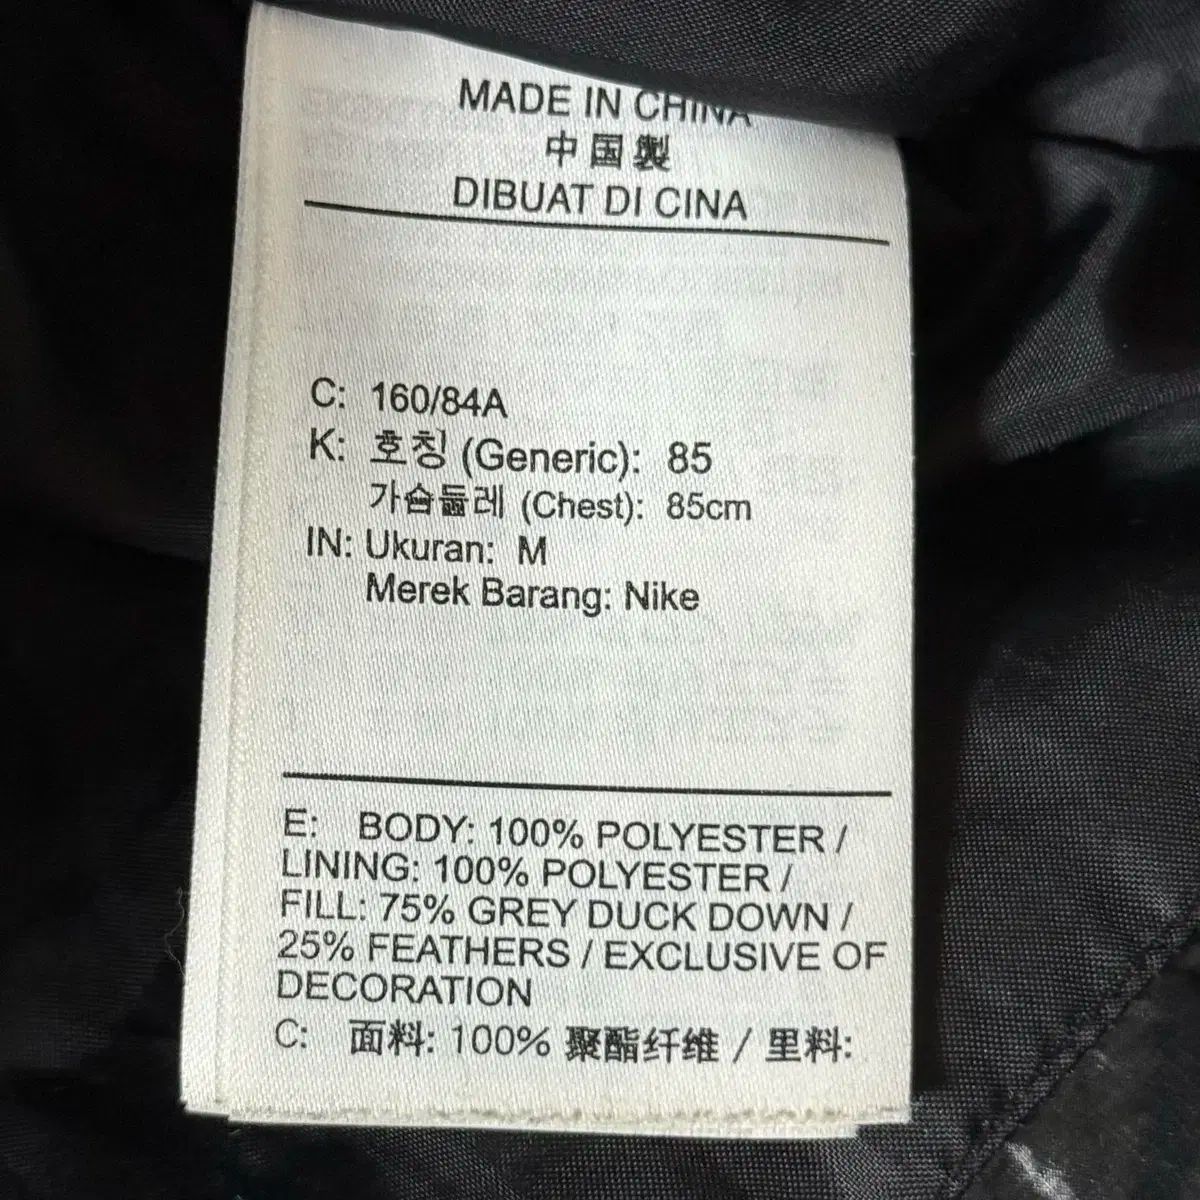 MADE IN CHINA
中国製
DIBUAT DI CINA
C: 160/84A
K: 호칭 (Generic): 85
가슴둘레 (Chest): 85cm
IN: Ukuran: M
Merek Barang: Nike
E: BODY: 100% POLYESTER /
LINING: 100% POLYESTER /
FILL: 75% GREY DUCK DOWN /
25% FEATHERS / EXCLUSIVE OF
DECORATION
C: 面料: 100% 聚酯纤维 / 里料: